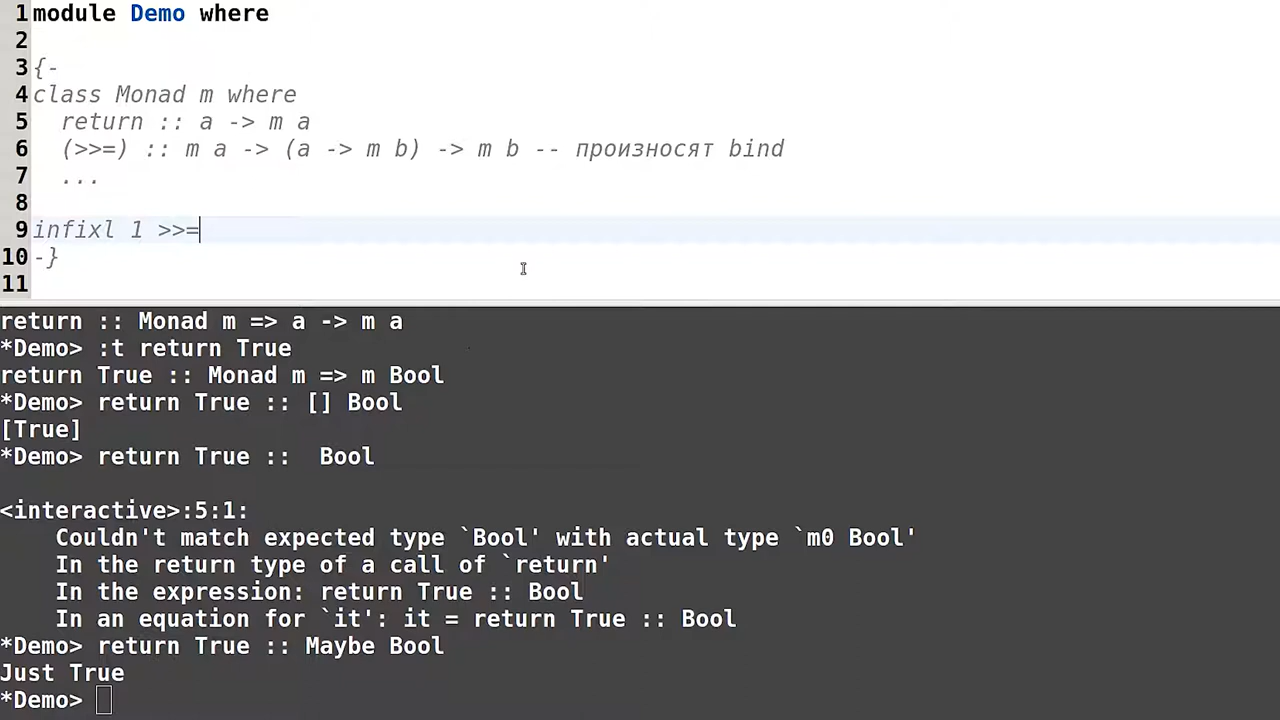 1 module Demo where
2
3 {-
4 class Monad m where
5   return :: a -> m a
6   (>>=) :: m a -> (a -> m b) -> m b -- произносят bind
7   ...
8
9 infixl 1 >>=
10 -}
11
return :: Monad m => a -> m a
*Demo> :t return True
return True :: Monad m => m Bool
*Demo> return True :: [] Bool
[True]
*Demo> return True ::  Bool
<interactive>:5:1:
    Couldn't match expected type `Bool' with actual type `m0 Bool'
    In the return type of a call of `return'
    In the expression: return True :: Bool
    In an equation for `it': it = return True :: Bool
*Demo> return True :: Maybe Bool
Just True
*Demo>